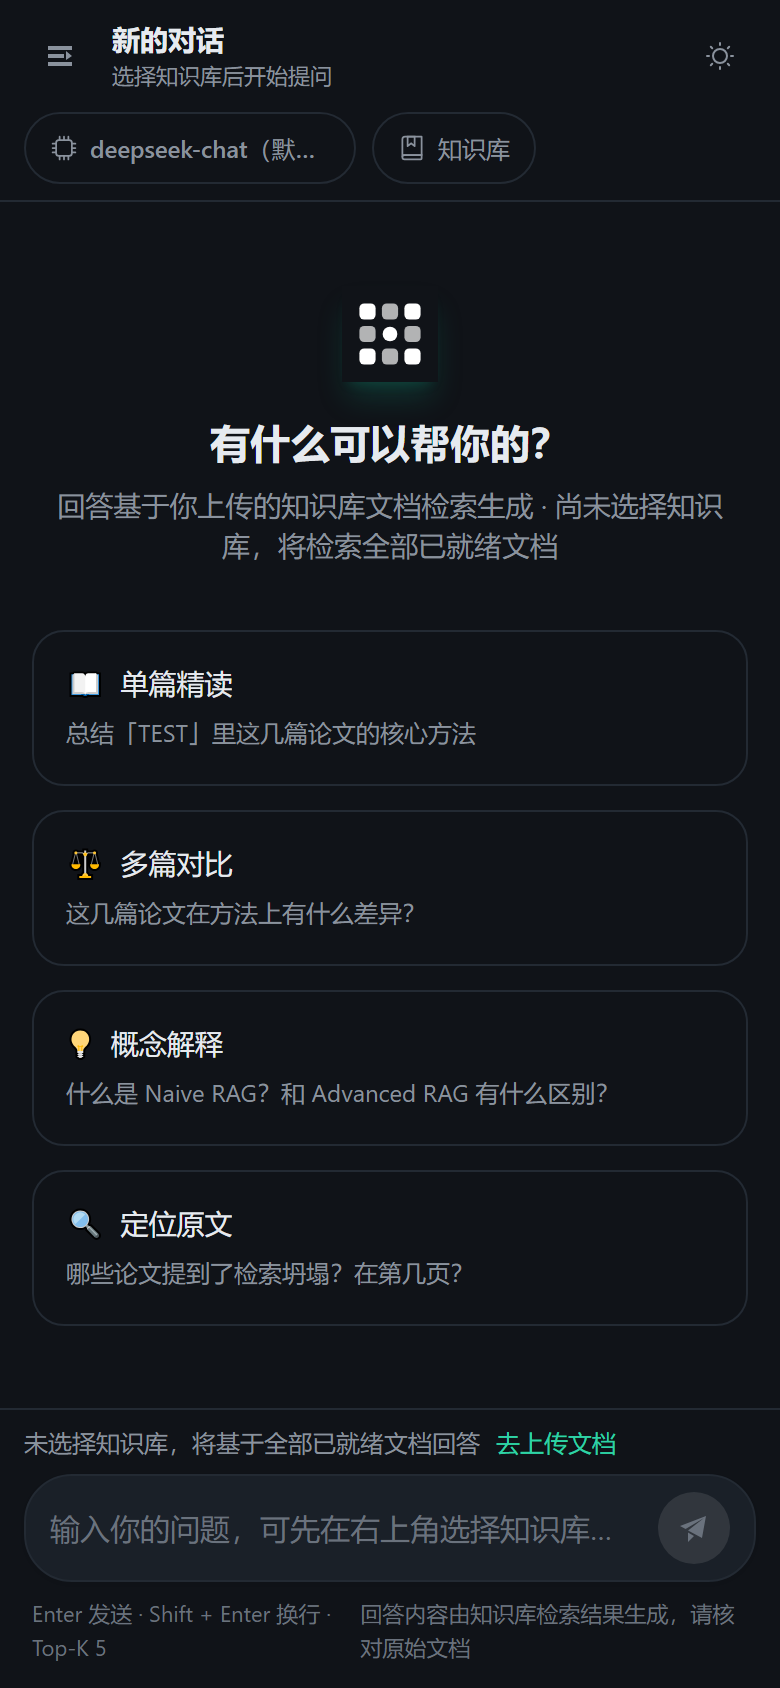 新的对话
选择知识库后开始提问
deepseek-chat（默...
知识库
有什么可以帮你的？
回答基于你上传的知识库文档检索生成 · 尚未选择知识
库，将检索全部已就绪文档
单篇精读
总结「TEST」里这几篇论文的核心方法
多篇对比
这几篇论文在方法上有什么差异？
概念解释
什么是 Naive RAG？和 Advanced RAG 有什么区别？
定位原文
哪些论文提到了检索坍塌？在第几页？
未选择知识库，将基于全部已就绪文档回答 去上传文档
输入你的问题，可先在右上角选择知识库...
Enter 发送 · Shift + Enter 换行 ·
Top-K 5
回答内容由知识库检索结果生成，请核
对原始文档